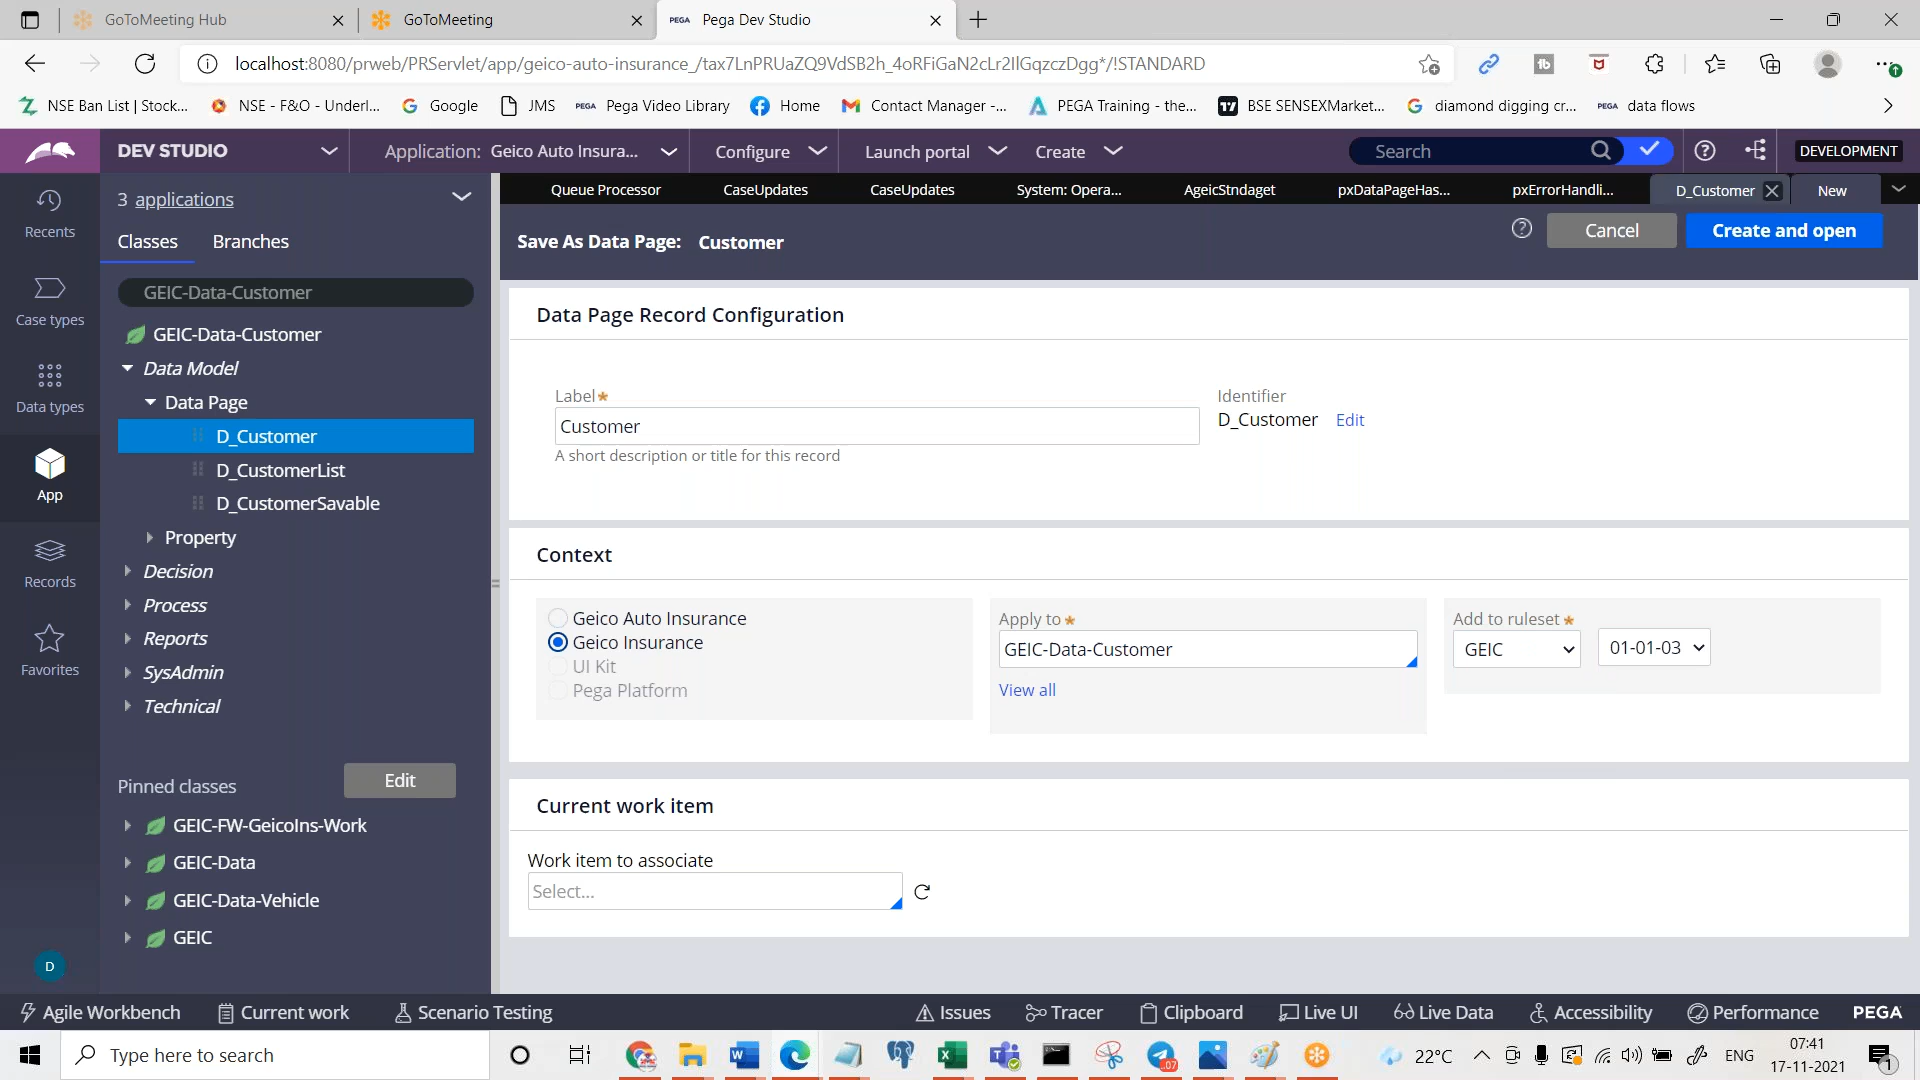 GoToMeeting Hub
GoToMeeting
PEGA Pega Dev Studio
localhost:8080/prweb/PRServlet/app/geico-auto-insurance_/tax7LnPRUaZQ9VdSB2h_4oRFiGaN2cLr2IlGqzczDgg*/!STANDARD
NSE Ban List | Stock...
NSE - F&O - Underl...
Google
JMS
PEGA Pega Video Library
Home
Contact Manager -...
PEGA Training - the...
BSE SENSEXMarket...
diamond digging cr...
PEGA data flows
DEV STUDIO
Application: Geico Auto Insura...
Configure
Launch portal
Create
Search
DEVELOPMENT
Queue Processor
CaseUpdates
CaseUpdates
System: Opera...
AgeicStndaget
pxDataPageHas...
pxErrorHandli...
D_Customer
New
Recents
Case types
Data types
App
Records
Favorites
D
3 applications
Classes
Branches
GEIC-Data-Customer
GEIC-Data-Customer
Data Model
Data Page
D_Customer
D_CustomerList
D_CustomerSavable
Property
Decision
Process
Reports
SysAdmin
Technical
Pinned classes
Edit
GEIC-FW-GeicoIns-Work
GEIC-Data
GEIC-Data-Vehicle
GEIC
Save As Data Page: Customer
Cancel
Create and open
Data Page Record Configuration
Label★
Customer
A short description or title for this record
Identifier
D_Customer Edit
Context
Geico Auto Insurance
Geico Insurance
UI Kit
Pega Platform
Apply to ★
GEIC-Data-Customer
View all
Add to ruleset ★
GEIC
01-01-03
Current work item
Work item to associate
Select...
Agile Workbench
Current work
Scenario Testing
Issues
Tracer
Clipboard
Live UI
Live Data
Accessibility
Performance
PEGA
Type here to search
22°C
ENG
07:41
17-11-2021
1